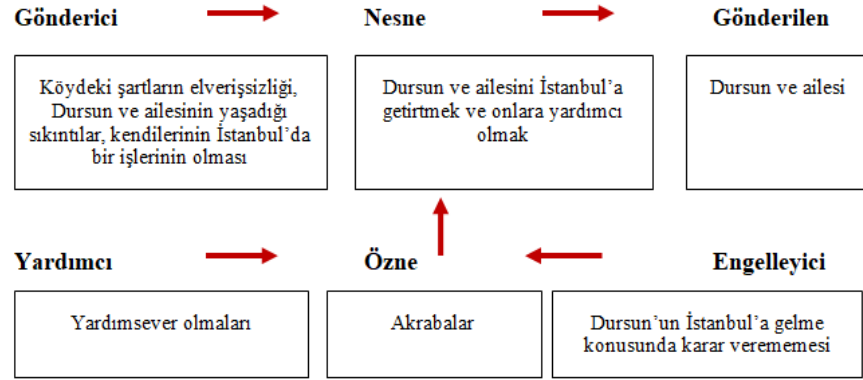 Gönderici
Nesne
Gönderilen
Köydeki şartların elverişsizliği,
Dursun ve ailesinin yaşadığı
sıkıntılar, kendilerinin İstanbul’da
bir işlerinin olması
Dursun ve ailesini İstanbul’a
getirtmek ve onlara yardımcı
olmak
Dursun ve ailesi
Yardımcı
Özne
Engelleyici
Yardımsever olmaları
Akrabalar
Dursun’un İstanbul’a gelme
konusunda karar verememesi